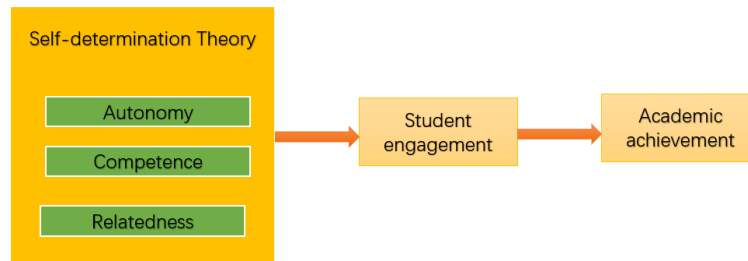 Self-determination Theory
Autonomy
Competence
Relatedness
Student
engagement
Academic
achievement